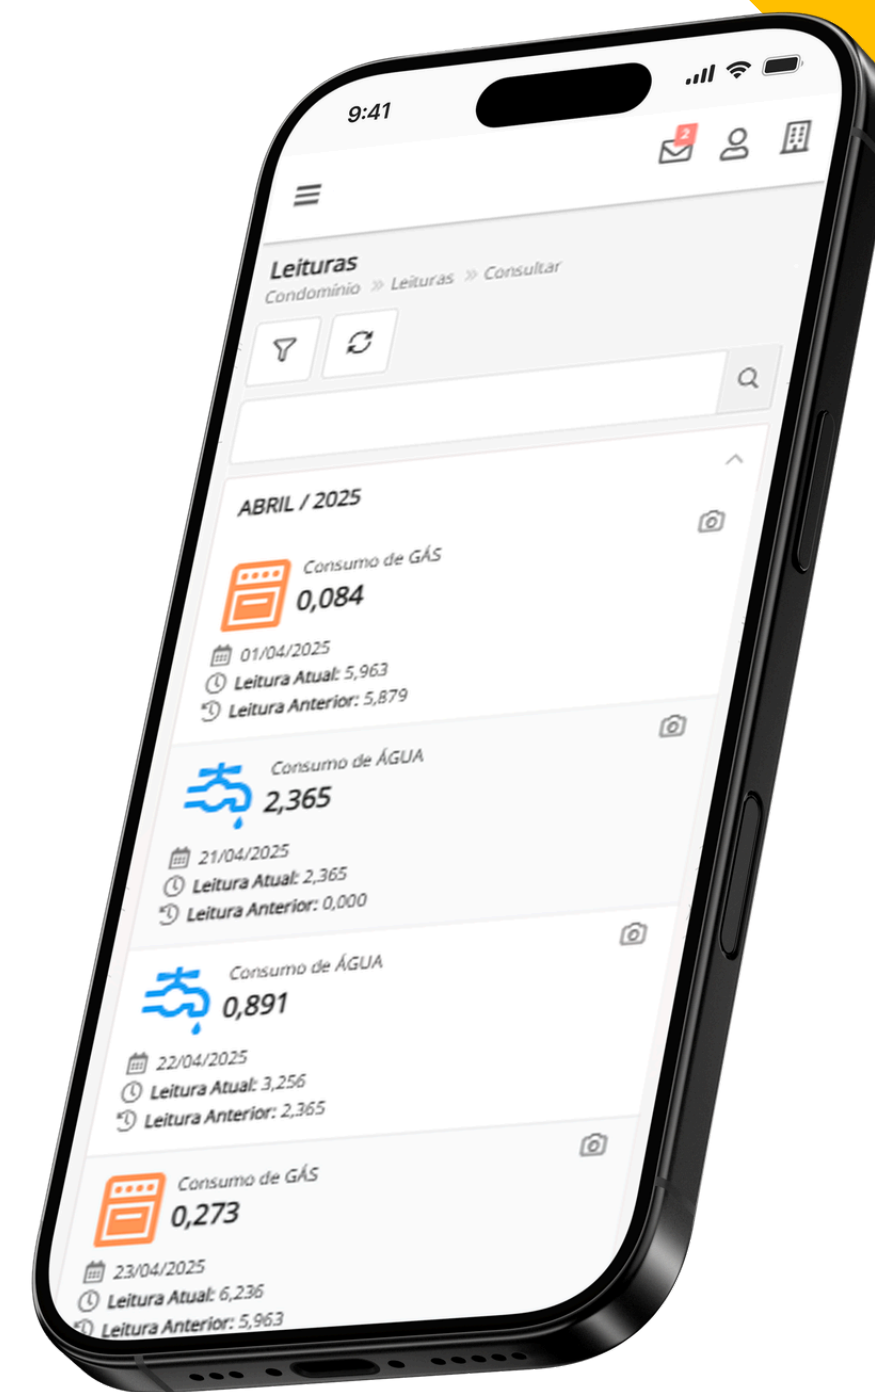 9:41
2
Leituras
Condomínio » Leituras » Consultar
ABRIL / 2025
Consumo de GÁS
0,084
01/04/2025
Leitura Atual: 5,963
Leitura Anterior: 5,879
Consumo de ÁGUA
2,365
21/04/2025
Leitura Atual: 2,365
Leitura Anterior: 0,000
Consumo de ÁGUA
0,891
22/04/2025
Leitura Atual: 3,256
Leitura Anterior: 2,365
Consumo de GÁS
0,273
23/04/2025
Leitura Atual: 6,236
Leitura Anterior: 5,963